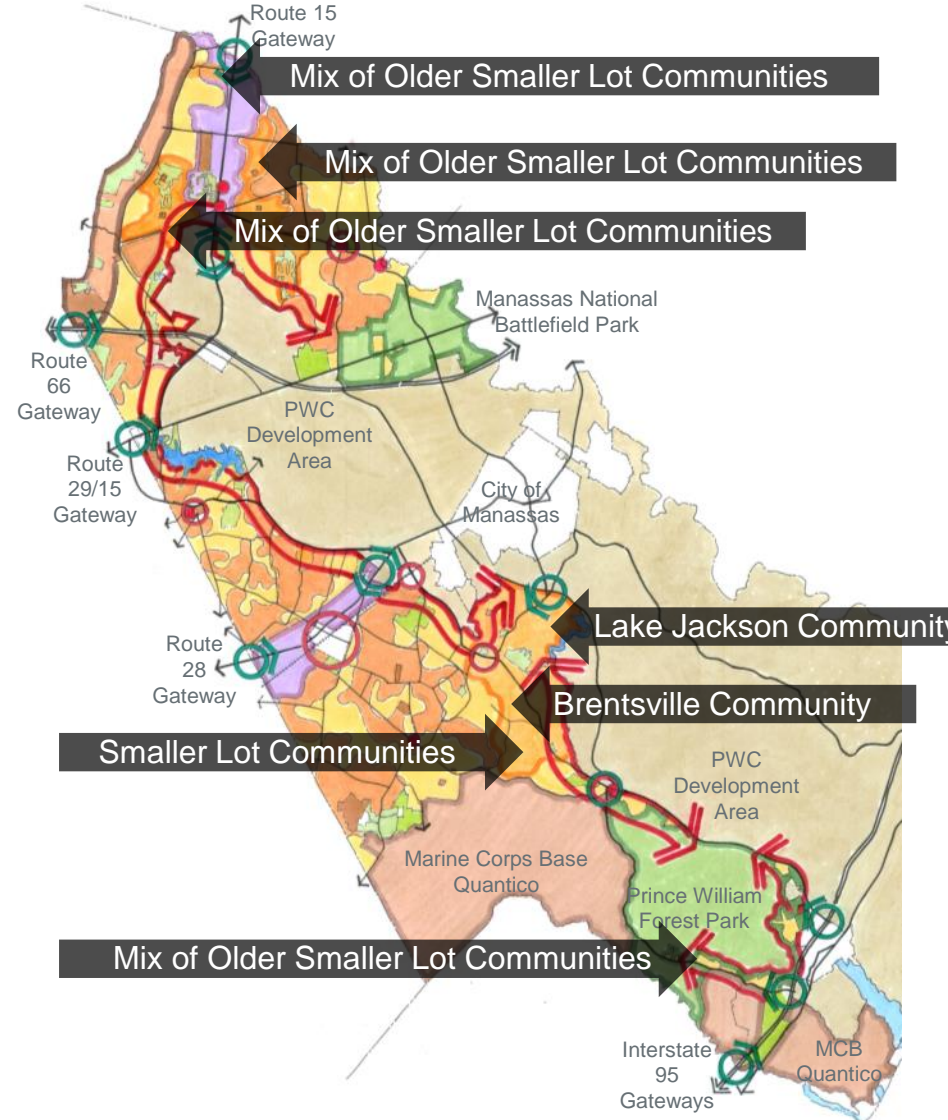 Route 15
Gateway
Mix of Older Smaller Lot Communities
Mix of Older Smaller Lot Communities
Mix of Older Smaller Lot Communities
Manassas National
Battlefield Park
Route
66
Gateway
PWC
Development
Area
Route
29/15
Gateway
City of
Manassas
Lake Jackson Community
Route
28
Gateway
Brentsville Community
Smaller Lot Communities
PWC
Development
Area
Marine Corps Base
Quantico
Prince William
Forest Park
Mix of Older Smaller Lot Communities
Interstate
95
Gateways
MCB
Quantico